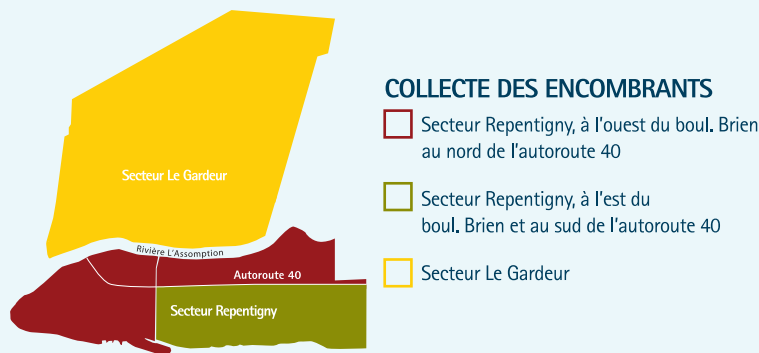 Secteur Le Gardeur
Rivière L'Assomption
Autoroute 40
Secteur Repentigny
COLLECTE DES ENCOMBRANTS
Secteur Repentigny, à l'ouest du boul. Brien
au nord de l'autoroute 40
Secteur Repentigny, à l'est du
boul. Brien et au sud de l'autoroute 40
Secteur Le Gardeur